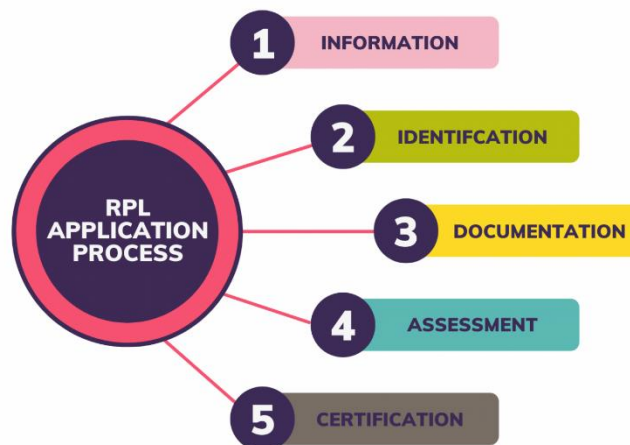 RPL
APPLICATION
PROCESS
1 INFORMATION
2 IDENTIFCATION
3 DOCUMENTATION
4 ASSESSMENT
5 CERTIFICATION